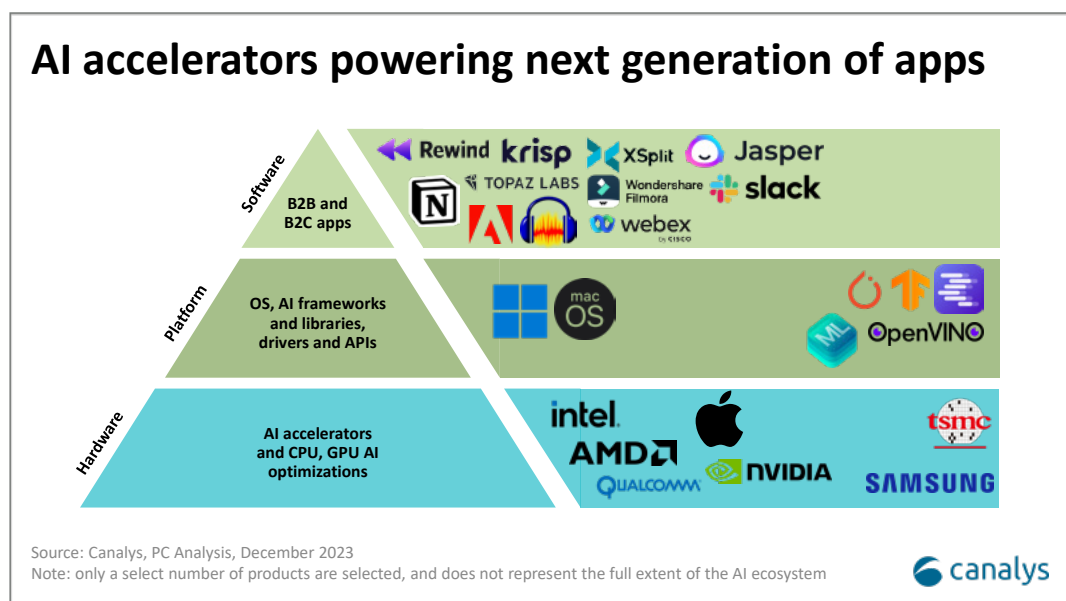 AI accelerators powering next generation of apps
Software
B2B and
B2C apps
Rewind
krisp
XSplit
Jasper
N
TOPAZ LABS
Wondershare
Filmora
slack
webex
by CISCO
Platform
OS, AI frameworks
and libraries,
drivers and APIs
mac
OS
ML
OpenVINO
Hardware
AI accelerators
and CPU, GPU AI
optimizations
intel.
AMD
QUALCOMM
NVIDIA
tsmc
SAMSUNG
Source: Canalys, PC Analysis, December 2023
Note: only a select number of products are selected, and does not represent the full extent of the AI ecosystem
canalys